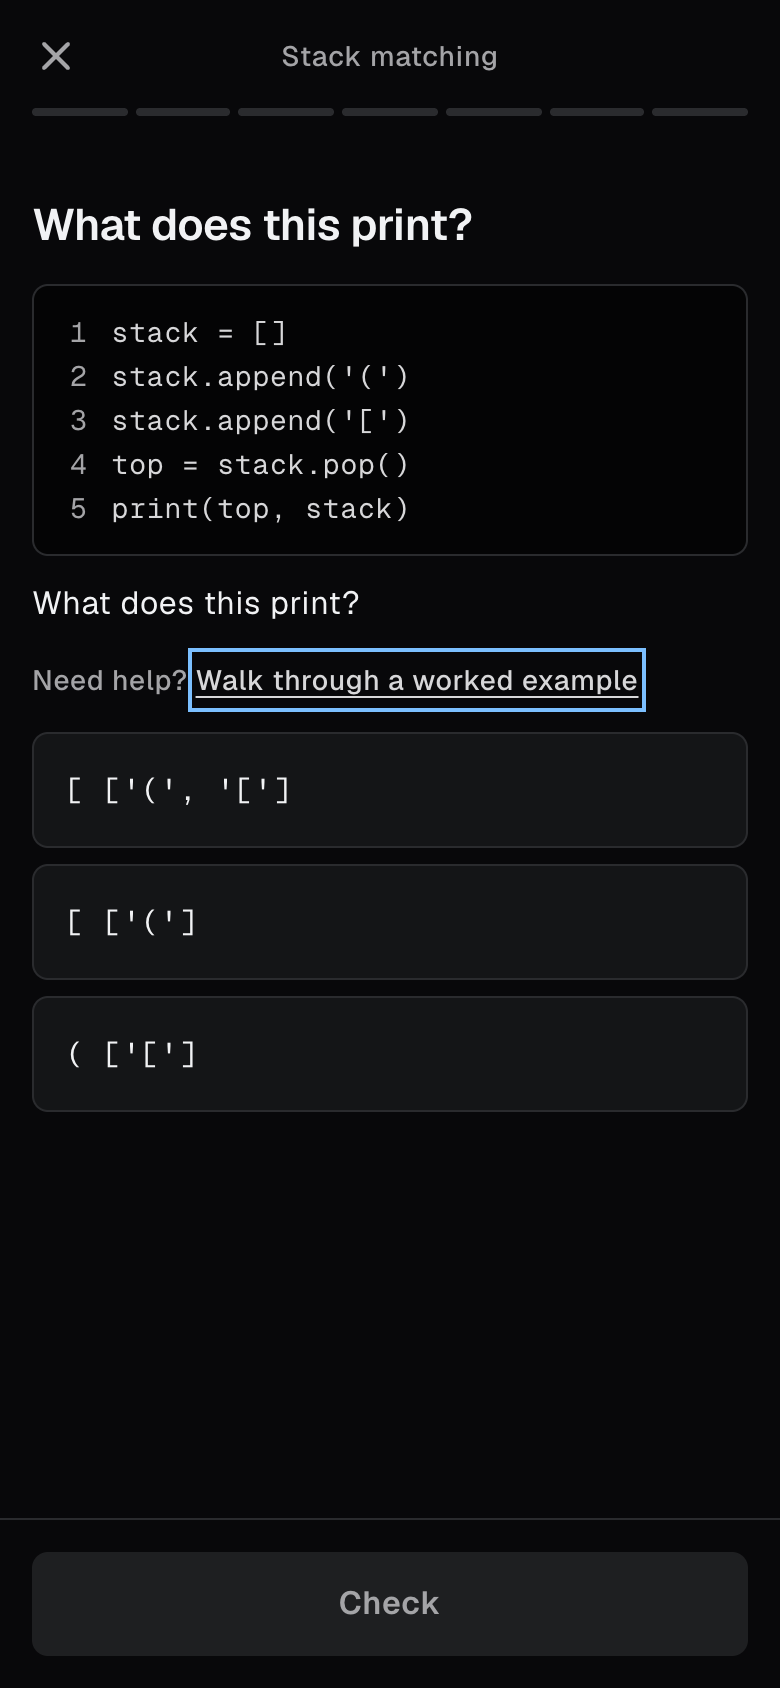 Stack matching
What does this print?
1 stack = []
2 stack.append('(')
3 stack.append('[')
4 top = stack.pop()
5 print(top, stack)
What does this print?
Need help? Walk through a worked example
[ ['(', '[']
[ ['(']
( ['[']
Check